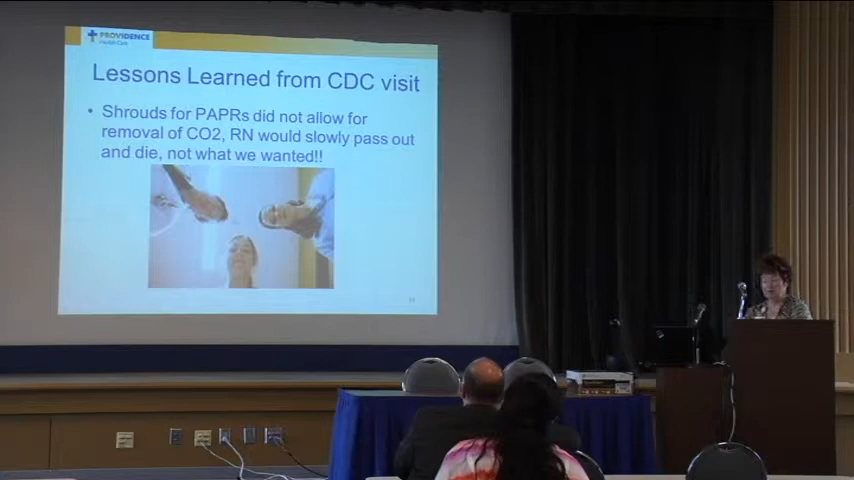 PROVIDENCE
Health Care
Lessons Learned from CDC visit
• Shrouds for PAPRs did not allow for
removal of CO2, RN would slowly pass out
and die, not what we wanted!!